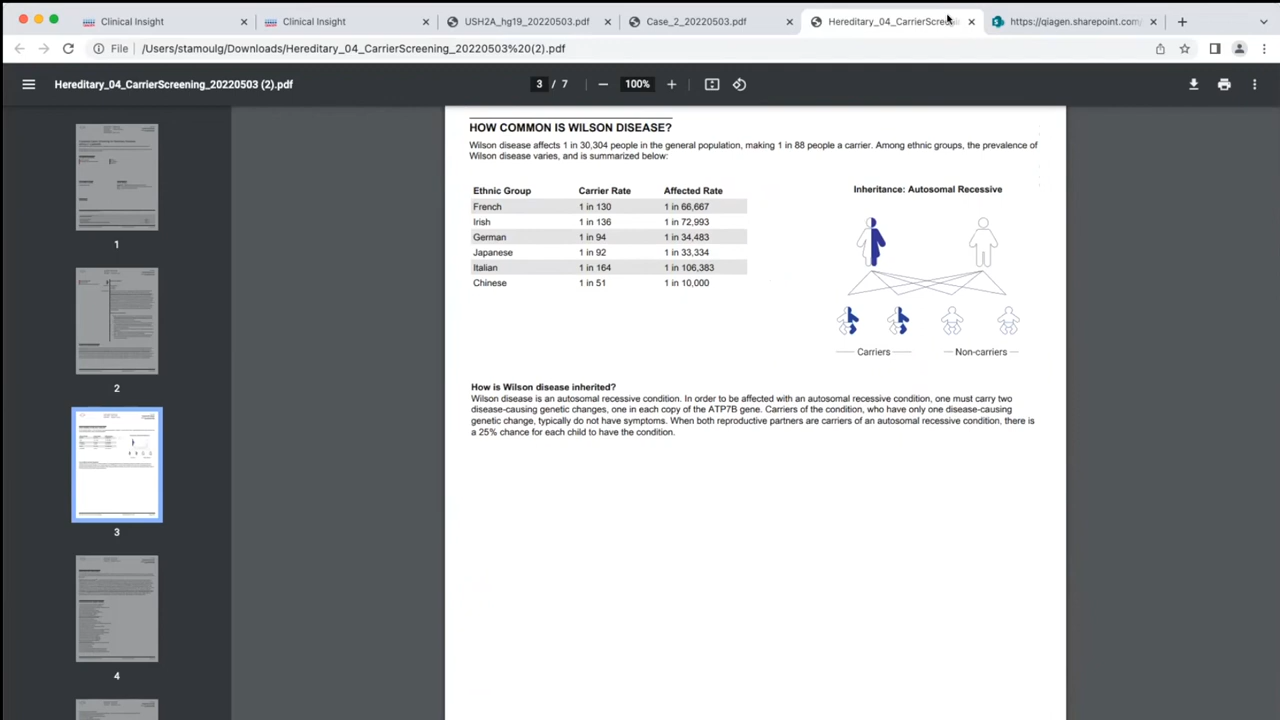 Clinical Insight
Clinical Insight
USH2A_hg19_20220503.pdf
Case_2_20220503.pdf
Hereditary_04_CarrierScree
https://qiagen.sharepoint.com/
File /Users/stamoulg/Downloads/Hereditary_04_CarrierScreening_20220503%20(2).pdf
Hereditary_04_CarrierScreening_20220503 (2).pdf
3 / 7
100%
HOW COMMON IS WILSON DISEASE?
Wilson disease affects 1 in 30,304 people in the general population, making 1 in 88 people a carrier. Among ethnic groups, the prevalence of
Wilson disease varies, and is summarized below:
Ethnic Group Carrier Rate Affected Rate
French 1 in 130 1 in 66,667
Irish 1 in 136 1 in 72,993
German 1 in 94 1 in 34,483
Japanese 1 in 92 1 in 33,334
Italian 1 in 164 1 in 106,383
Chinese 1 in 51 1 in 10,000
Inheritance: Autosomal Recessive
Carriers
Non-carriers
How is Wilson disease inherited?
Wilson disease is an autosomal recessive condition. In order to be affected with an autosomal recessive condition, one must carry two
disease-causing genetic changes, one in each copy of the ATP7B gene. Carriers of the condition, who have only one disease-causing
genetic change, typically do not have symptoms. When both reproductive partners are carriers of an autosomal recessive condition, there is
a 25% chance for each child to have the condition.
1
2
3
4